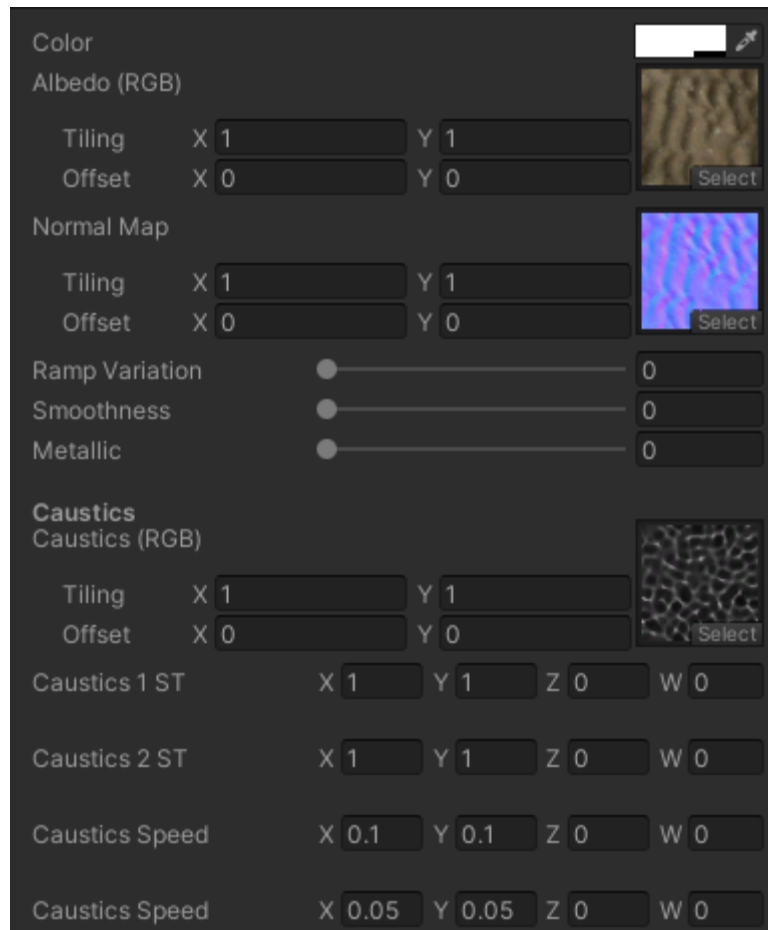 Color
Albedo (RGB)
Tiling X 1 Y 1
Offset X 0 Y 0 Select
Normal Map
Tiling X 1 Y 1
Offset X 0 Y 0 Select
Ramp Variation 0
Smoothness 0
Metallic 0
Caustics
Caustics (RGB)
Tiling X 1 Y 1
Offset X 0 Y 0 Select
Caustics 1 ST X 1 Y 1 Z 0 W 0
Caustics 2 ST X 1 Y 1 Z 0 W 0
Caustics Speed X 0.1 Y 0.1 Z 0 W 0
Caustics Speed X 0.05 Y 0.05 Z 0 W 0